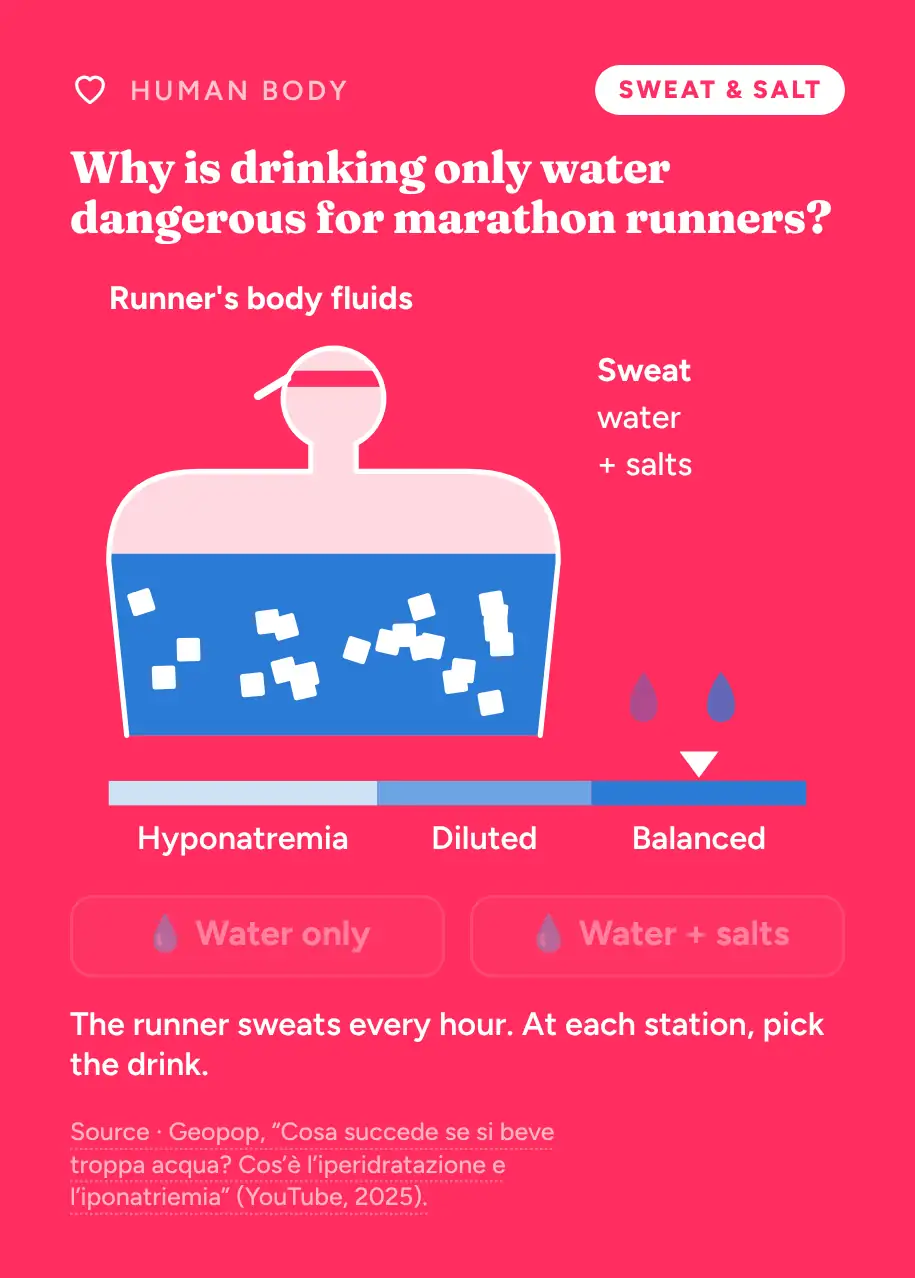 HUMAN BODY
SWEAT & SALT
Why is drinking only water
dangerous for marathon runners?
Runner's body fluids
Sweat
water
+ salts
Hyponatremia
Diluted
Balanced
Water only
Water + salts
The runner sweats every hour. At each station, pick
the drink.
Source · Geopop, “Cosa succede se si beve
troppa acqua? Cos’è l’iperidratazione e
l’iponatriemia” (YouTube, 2025).